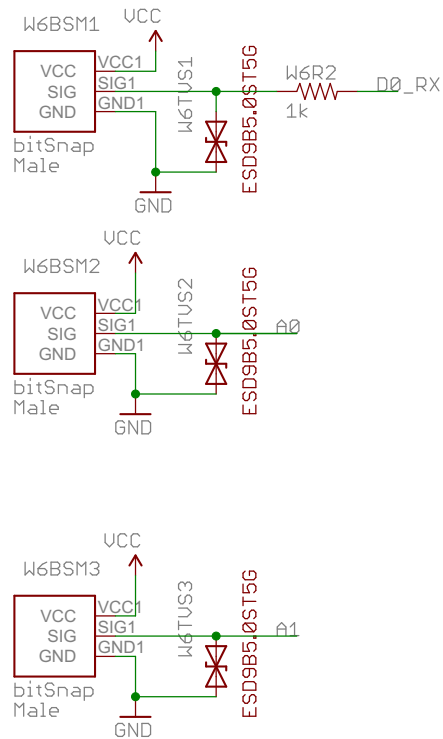 VCC
W6BSM1
VCC VCC1
SIG SIG1
GND GND1
bitSnap
Male
W6TVS1
ESD9B5.0ST5G
W6R2
1k
D0_RX
GND
VCC
W6BSM2
VCC VCC1
SIG SIG1
GND GND1
bitSnap
Male
W6TVS2
ESD9B5.0ST5G
A0
GND
VCC
W6BSM3
VCC VCC1
SIG SIG1
GND GND1
bitSnap
Male
W6TVS3
ESD9B5.0ST5G
A1
GND